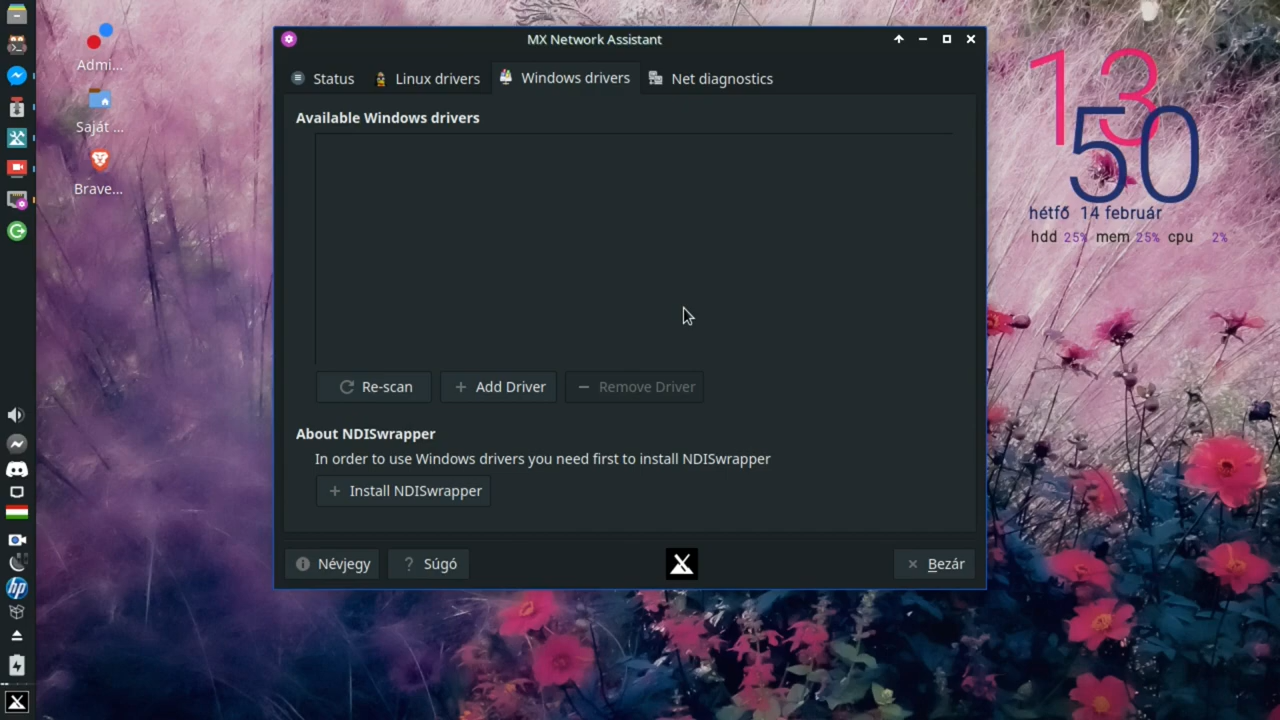 MX Network Assistant
Status
Linux drivers
Windows drivers
Net diagnostics
Available Windows drivers
Re-scan
Add Driver
Remove Driver
About NDISwrapper
In order to use Windows drivers you need first to install NDISwrapper
Install NDISwrapper
Névjegy
? Súgó
Bezár
Admi...
Saját ...
Brave...
13
50
hétfő 14 február
hdd 25% mem 25% cpu 2%
hp